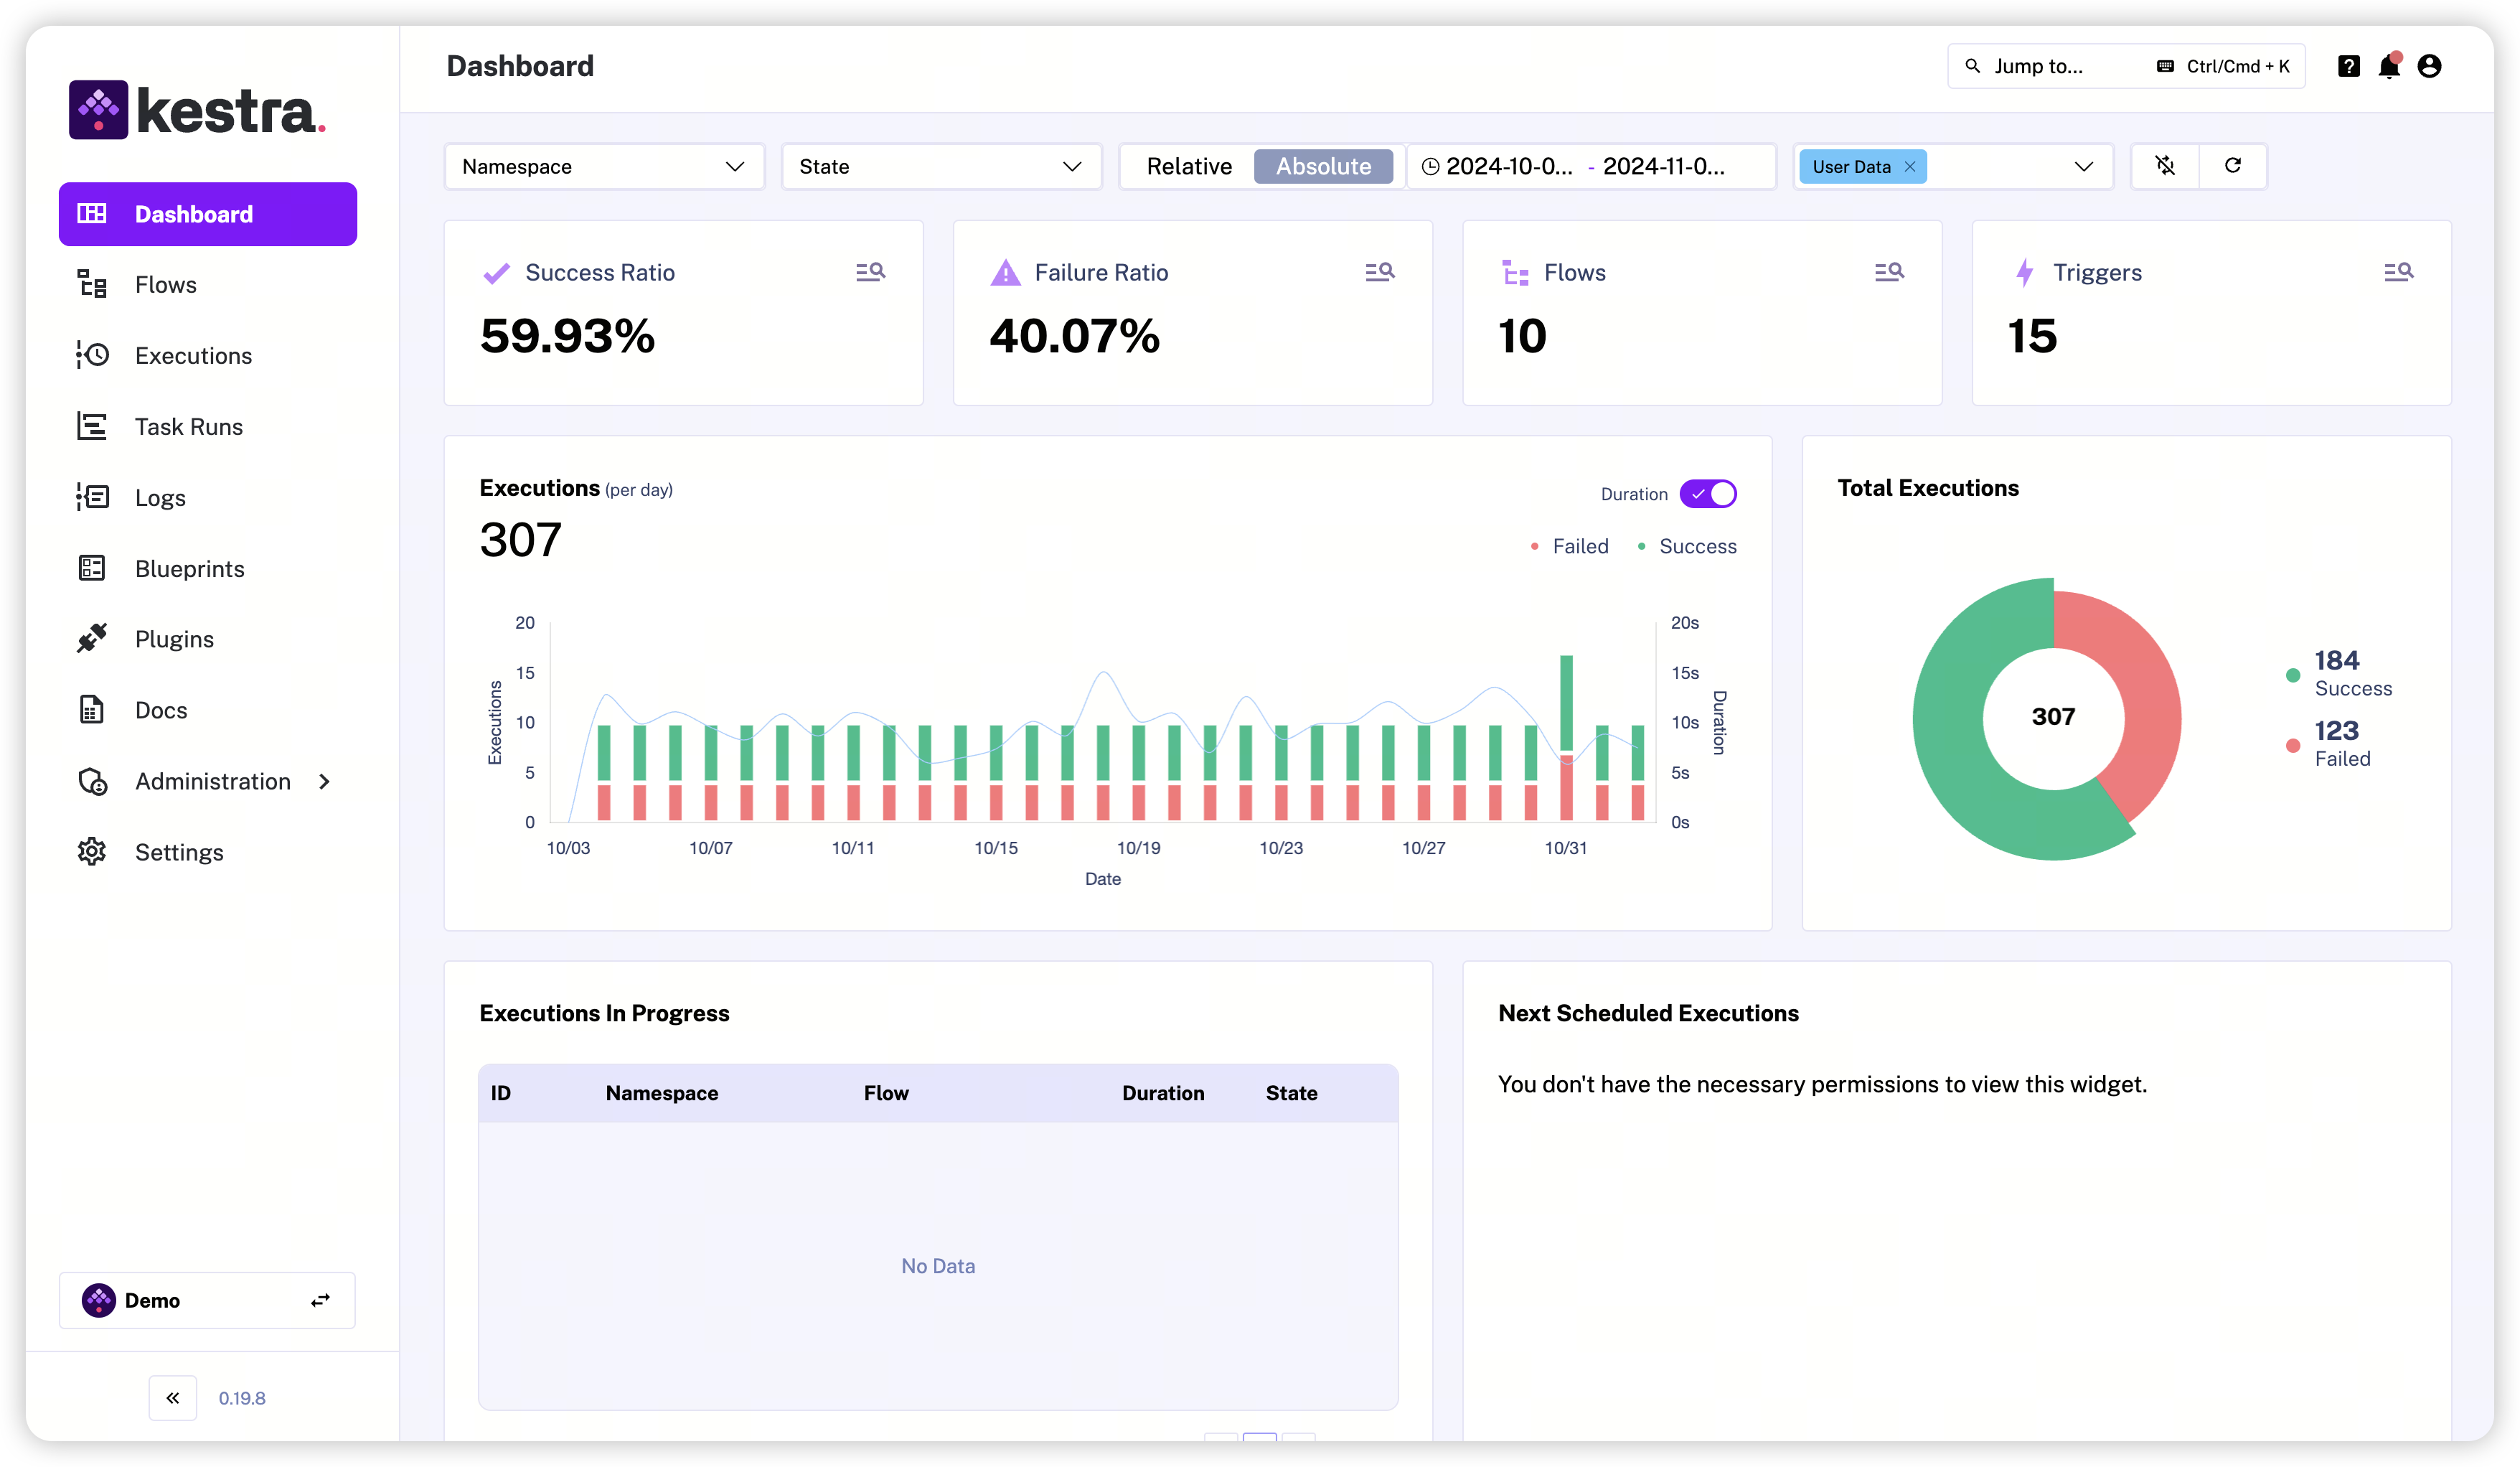 kestra.
Dashboard
Flows
Executions
Task Runs
Logs
Blueprints
Plugins
Docs
Administration
Settings
Demo
0.19.8
Dashboard
Jump to...
Ctrl/Cmd + K
Namespace
State
Relative
Absolute
2024-10-0... - 2024-11-0...
User Data
Success Ratio
59.93%
Failure Ratio
40.07%
Flows
10
Triggers
15
Executions (per day)
307
Duration
Failed
Success
20
15
10
5
0
Executions
20s
15s
10s
5s
0s
Duration
10/03
10/07
10/11
10/15
10/19
10/23
10/27
10/31
Date
Total Executions
307
184
Success
123
Failed
Executions In Progress
ID Namespace Flow Duration State
No Data
Next Scheduled Executions
You don't have the necessary permissions to view this widget.